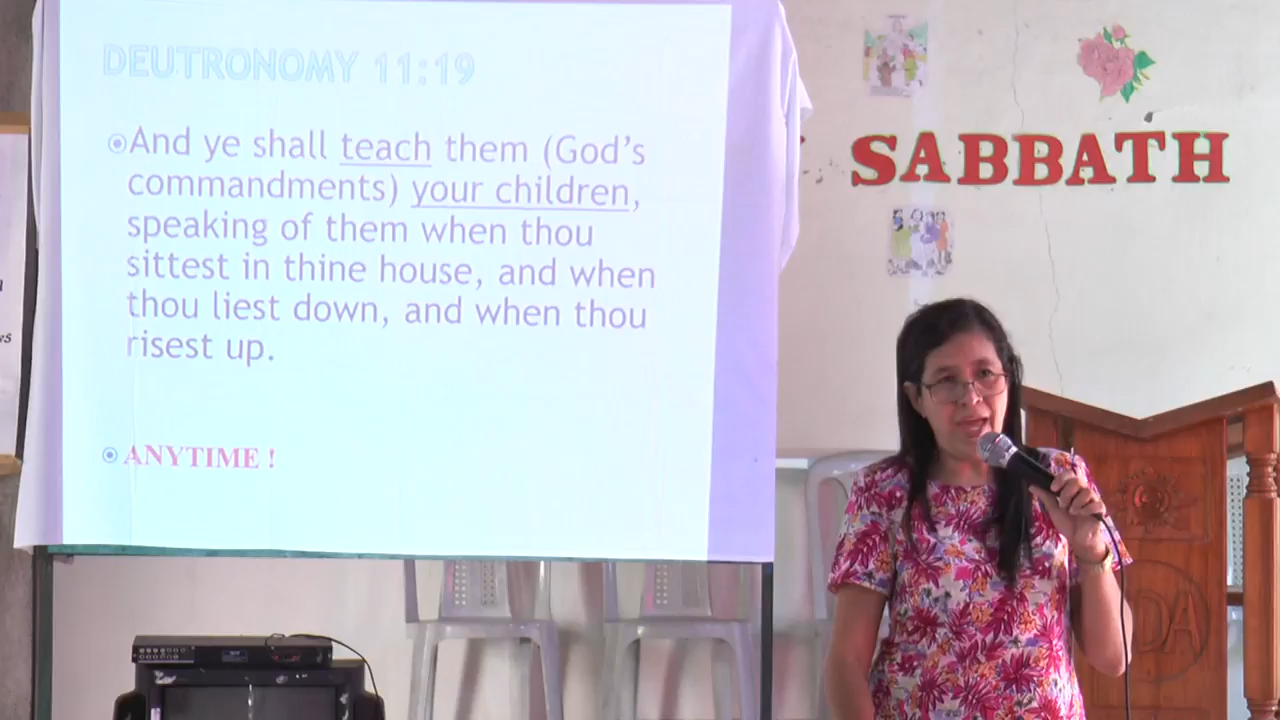 DEUTRONOMY 11:19
And ye shall teach them (God's
commandments) your children,
speaking of them when thou
sittest in thine house, and when
thou liest down, and when thou
risest up.
ANYTIME !
SABBATH
DA